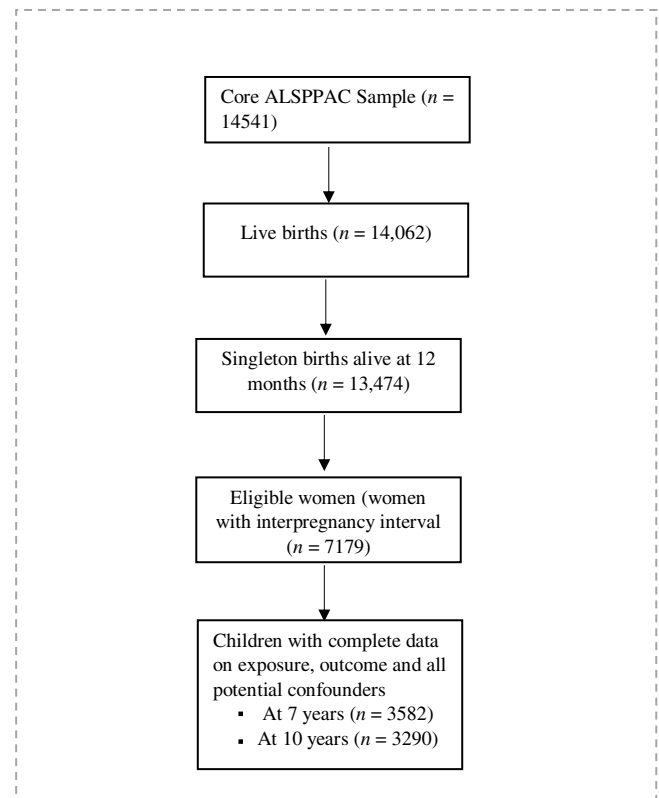 Core ALSPPAC Sample (n =
14541)
Live births (n = 14,062)
Singleton births alive at 12
months (n = 13,474)
Eligible women (women
with interpregnancy interval
(n = 7179)
Children with complete data
on exposure, outcome and all
potential confounders
▪ At 7 years (n = 3582)
▪ At 10 years (n = 3290)